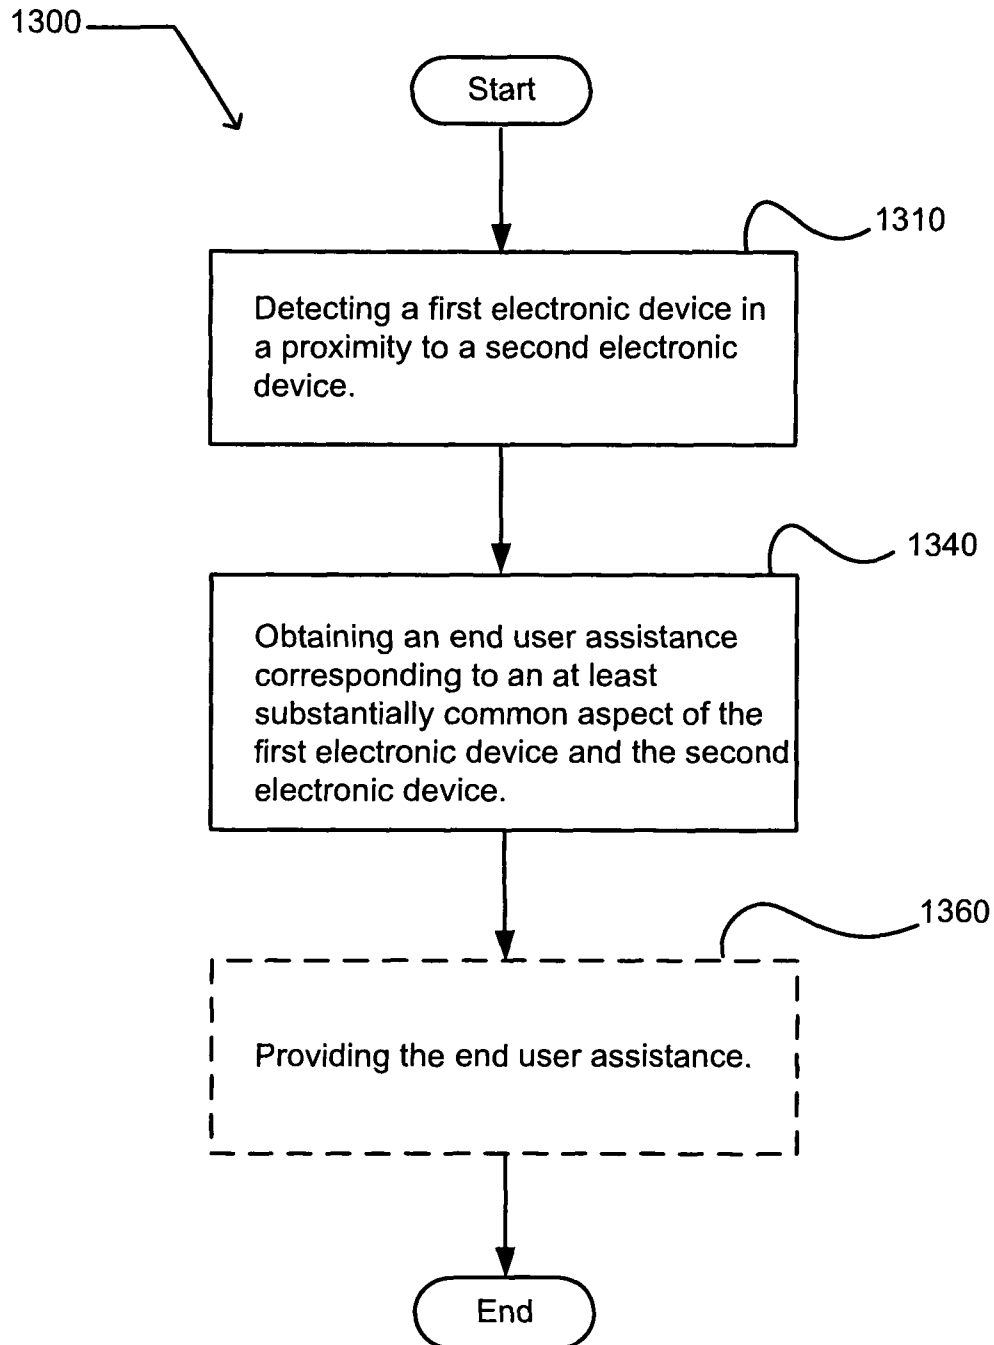 1300
Start
1310
Detecting a first electronic device in
a proximity to a second electronic
device.
1340
Obtaining an end user assistance
corresponding to an at least
substantially common aspect of the
first electronic device and the second
electronic device.
1360
Providing the end user assistance.
End